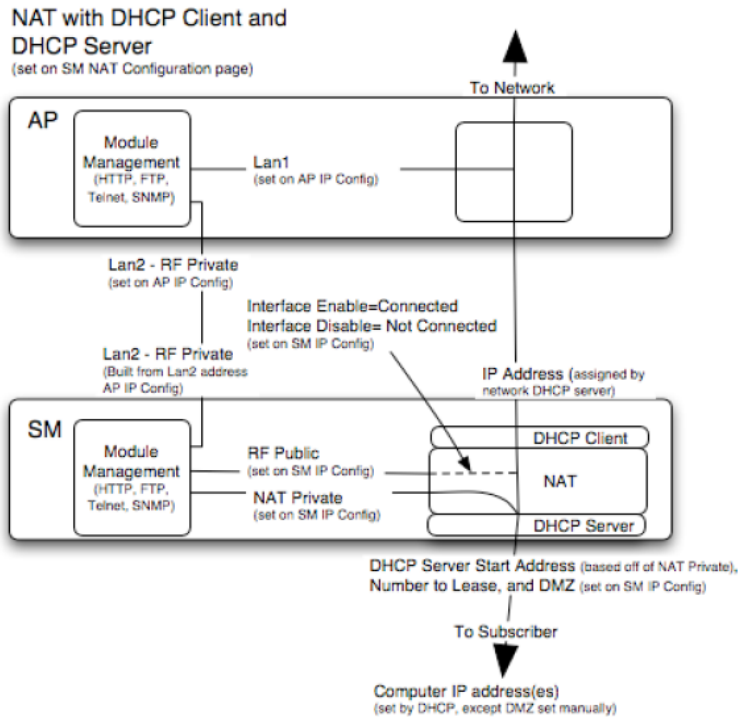 NAT with DHCP Client and
DHCP Server
(set on SM NAT Configuration page)
To Network
AP
Module
Management
(HTTP, FTP,
Telnet, SNMP)
Lan1
(set on AP IP Config)
Lan2 - RF Private
(set on AP IP Config)
Interface Enable=Connected
Interface Disable= Not Connected
(set on SM IP Config)
Lan2 - RF Private
(Built from Lan2 address
AP IP Config)
IP Address (assigned by
network DHCP server)
SM
Module
Management
(HTTP, FTP,
Telnet, SNMP)
RF Public
(set on SM IP Config)
NAT Private
(set on SM IP Config)
DHCP Client
NAT
DHCP Server
DHCP Server Start Address (based off of NAT Private),
Number to Lease, and DMZ (set on SM IP Config)
To Subscriber
Computer IP address(es)
(set by DHCP, except DMZ set manually)